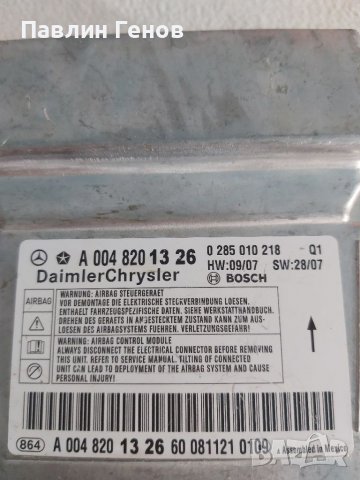 Павлин Генов
A 004 820 13 26
0 285 010 218 Q1
DaimlerChrysler
HW:09/07 SW:28/07
BOSCH
AIRBAG
WARNUNG: AIRBAG STEUERGERAET
VOR DEMONTAGE DIE ELEKTRISCHE STECKVERBINDUNG LOESEN.
ENTHAELT FAHRZEUGSPEZIFISCHE DATEN. (SIEHE WERKSTATTHANDBUCH)
DREHEN DES GERAETS IN ANGESTECKTEM ZUSTAND KANN ZUM AUS-
LOESEN DES AIRBAGSYSTEMS FUEHREN. VERLETZUNGSGEFAHR!
WARNING: AIRBAG CONTROL MODULE
ALWAYS DISCONNECT THE ELECTRICAL CONNECTOR BEFORE REMOVING
THIS UNIT. REFER TO SERVICE MANUAL. TILTING OF CONNECTED
UNIT CAN LEAD TO DEPLOYMENT OF THE AIRBAG SYSTEM AND INJURY!
864
A 004 820 13 26 60 081121 0109
Assembled in Mexico
BAZAR